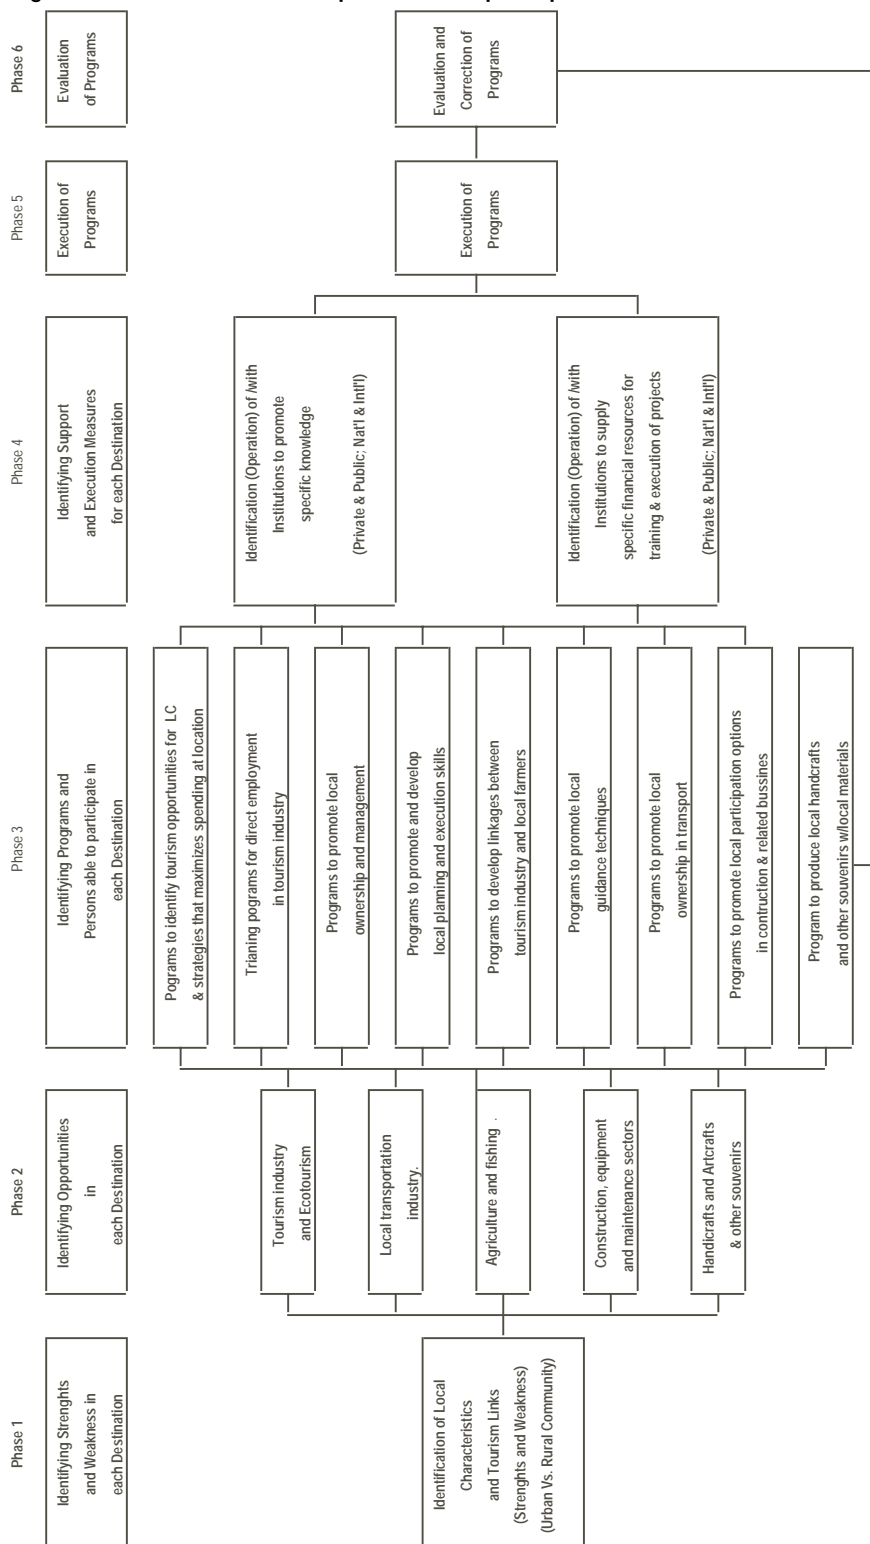 Phase 1
Identifying Strenghts
and Weakness in
each Destination
Identification of Local
Characteristics
and Tourism Links
(Strenghts and Weakness)
(Urban Vs. Rural Community)
Phase 2
Identifying Opportunities
in
each Destination
Tourism industry
and Ecotourism
Local transportation
industry.
Agriculture and fishing .
Construction, equipment
and maintenance sectors
Handicrafts and Artcrafts
& other souvenirs
Phase 3
Identifying Programs and
Persons able to participate in
each Destination
Pograms to identify tourism opportunities for LC
& strategies that maximizes spending at location
Trianing pograms for direct employment
in tourism industry
Programs to promote local
ownership and management
Programs to promote and develop
local planning and execution skills
Programs to develop linkages between
tourism industry and local farmers
Programs to promote local
guidance techniques
Programs to promote local
ownership in transport
Programs to promote local participation options
in contruction & related bussines
Program to produce local handcrafts
and other souvenirs w/local materials
Phase 4
Identifying Support
and Execution Measures
for each Destination
Identification (Operation) of /with
Institutions to promote
specific knowledge
(Private & Public; Nat'l & Intl'l)
Identification (Operation) of /with
Institutions to supply
specific financial resources for
training & execution of projects
(Private & Public; Nat'l & Intl'l)
Phase 5
Execution of
Programs
Execution of
Programs
Phase 6
Evaluation
of Programs
Evaluation and
Correction of
Programs